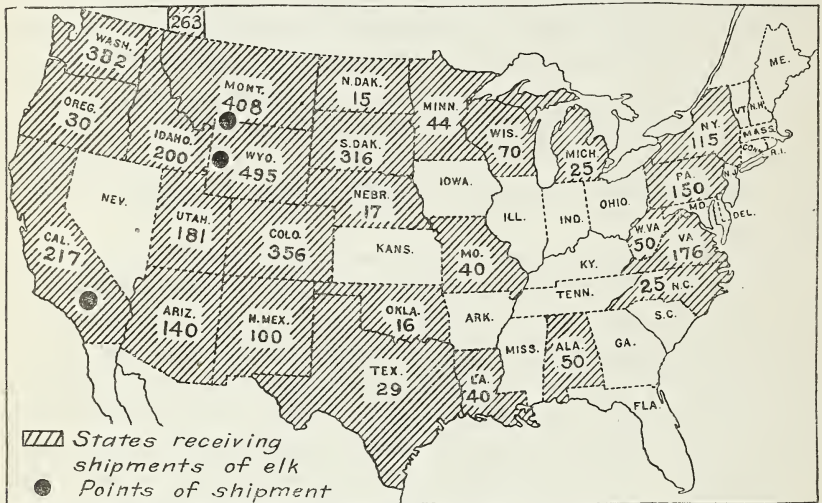 263
WASH.
382
OREG.
30
IDAHO.
200
MONT.
408
WYO.
495
N.DAK.
15
S.DAK.
316
NEBR.
17
MINN.
44
WIS.
70
MICH.
25
IOWA.
NEV.
UTAH.
181
COLO.
356
KANS.
CAL.
217
ARIZ.
140
N.MEX.
100
OKLA.
16
TEX.
29
MO.
40
ARK.
LA.
40
ILL.
IND.
OHIO.
KY.
TENN.
MISS.
ALA.
50
GA.
FLA.
S.C.
25 N.C.
VA
176
W.VA
50
PA.
150
MD.
DEL.
N.J.
NY.
115
CONN.
R.I.
MASS.
VT.
N.H.
ME.
States receiving
shipments of elk
Points of shipment